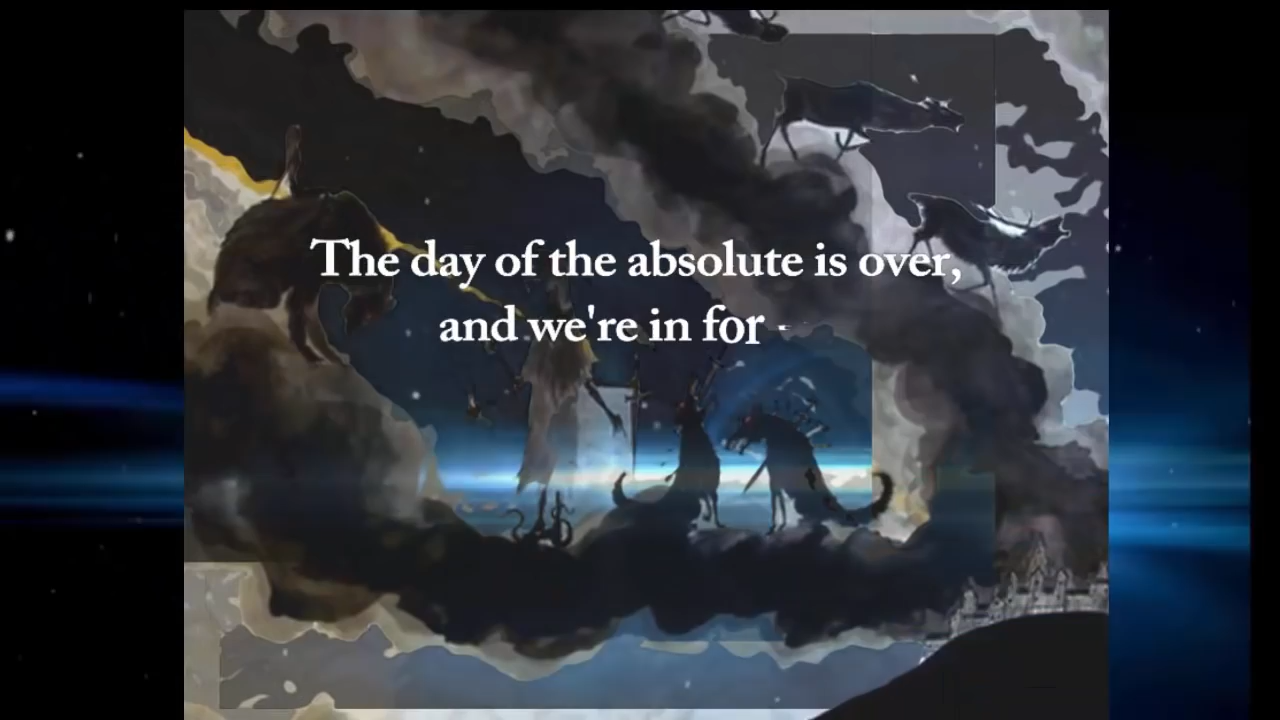 The day of the absolute is over,
and we're in for